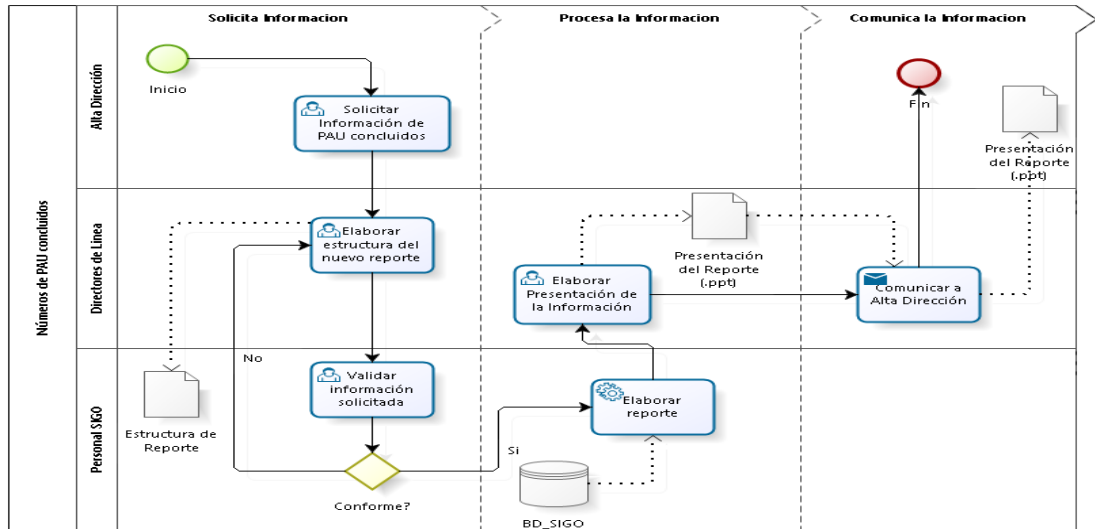 Solicita Informacion
Procesa la Informacion
Comunica la Informacion
Números de PAU concluidos
Alta Dirección
Inicio
Solicitar
Información de
PAU concluidos
Fin
Presentación
del Reporte
(.ppt)
Directores de Linea
Elaborar
estructura del
nuevo reporte
Presentación
del Reporte
(.ppt)
Elaborar
Presentación de
la Información
Comunicar a
Alta Dirección
Personal SIGO
No
Validar
información
solicitada
Estructura de
Reporte
Conforme?
Si
Elaborar
reporte
BD_SIGO